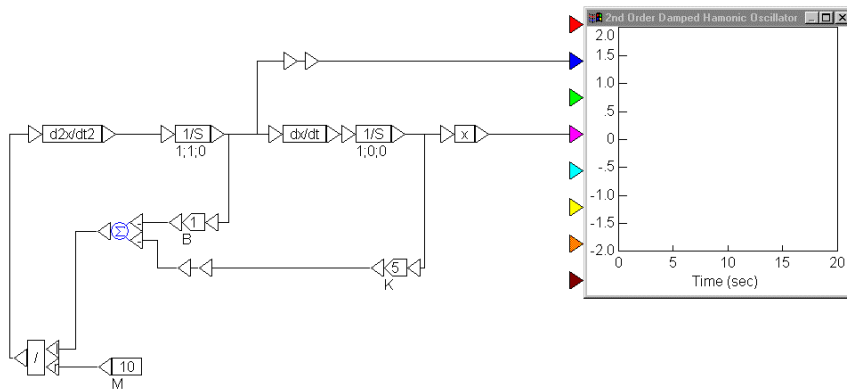 2nd Order Damped Hamonic Oscillator
2.0
1.5
1.0
.5
0
-.5
-1.0
-1.5
-2.0
0 5 10 15 20
Time (sec)
d2x/dt2 1/S dx/dt 1/S x
1;1;0 1;0;0
Σ - 1
B
- 5
K
/
10
M